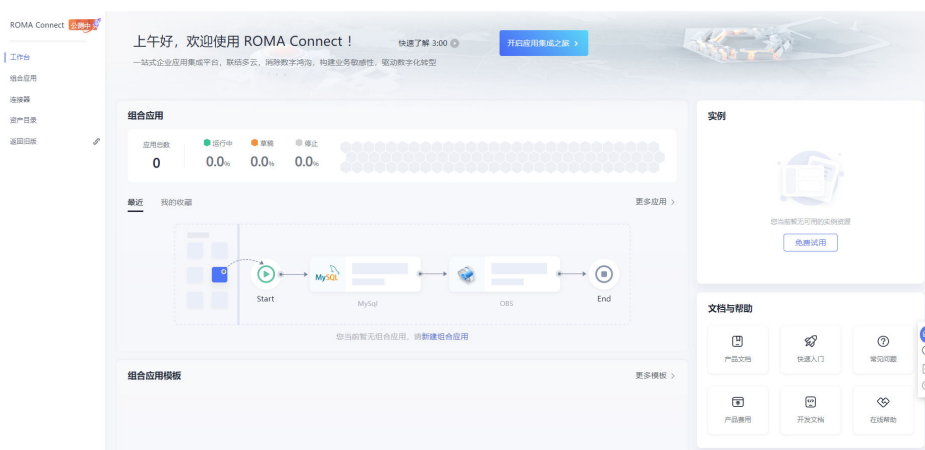 ROMA Connect 公测中
工作台
组合应用
连接器
资产目录
返回旧版
上午好，欢迎使用 ROMA Connect！
快速了解 3:00
开启应用集成之旅 >
一站式企业应用集成平台，联结多云，消除数字鸿沟，构建业务敏感性，驱动数字化转型
组合应用
应用总数
0
运行中
0.0%
草稿
0.0%
停止
0.0%
最近 我的收藏
更多应用 >
MySQL
Start
MySql
OBS
End
您当前暂无组合应用，请新建组合应用
组合应用模板
更多模板 >
实例
您当前暂无可用的实例资源
免费试用
文档与帮助
产品文档
快速入门
常见问题
产品费用
开发文档
在线帮助